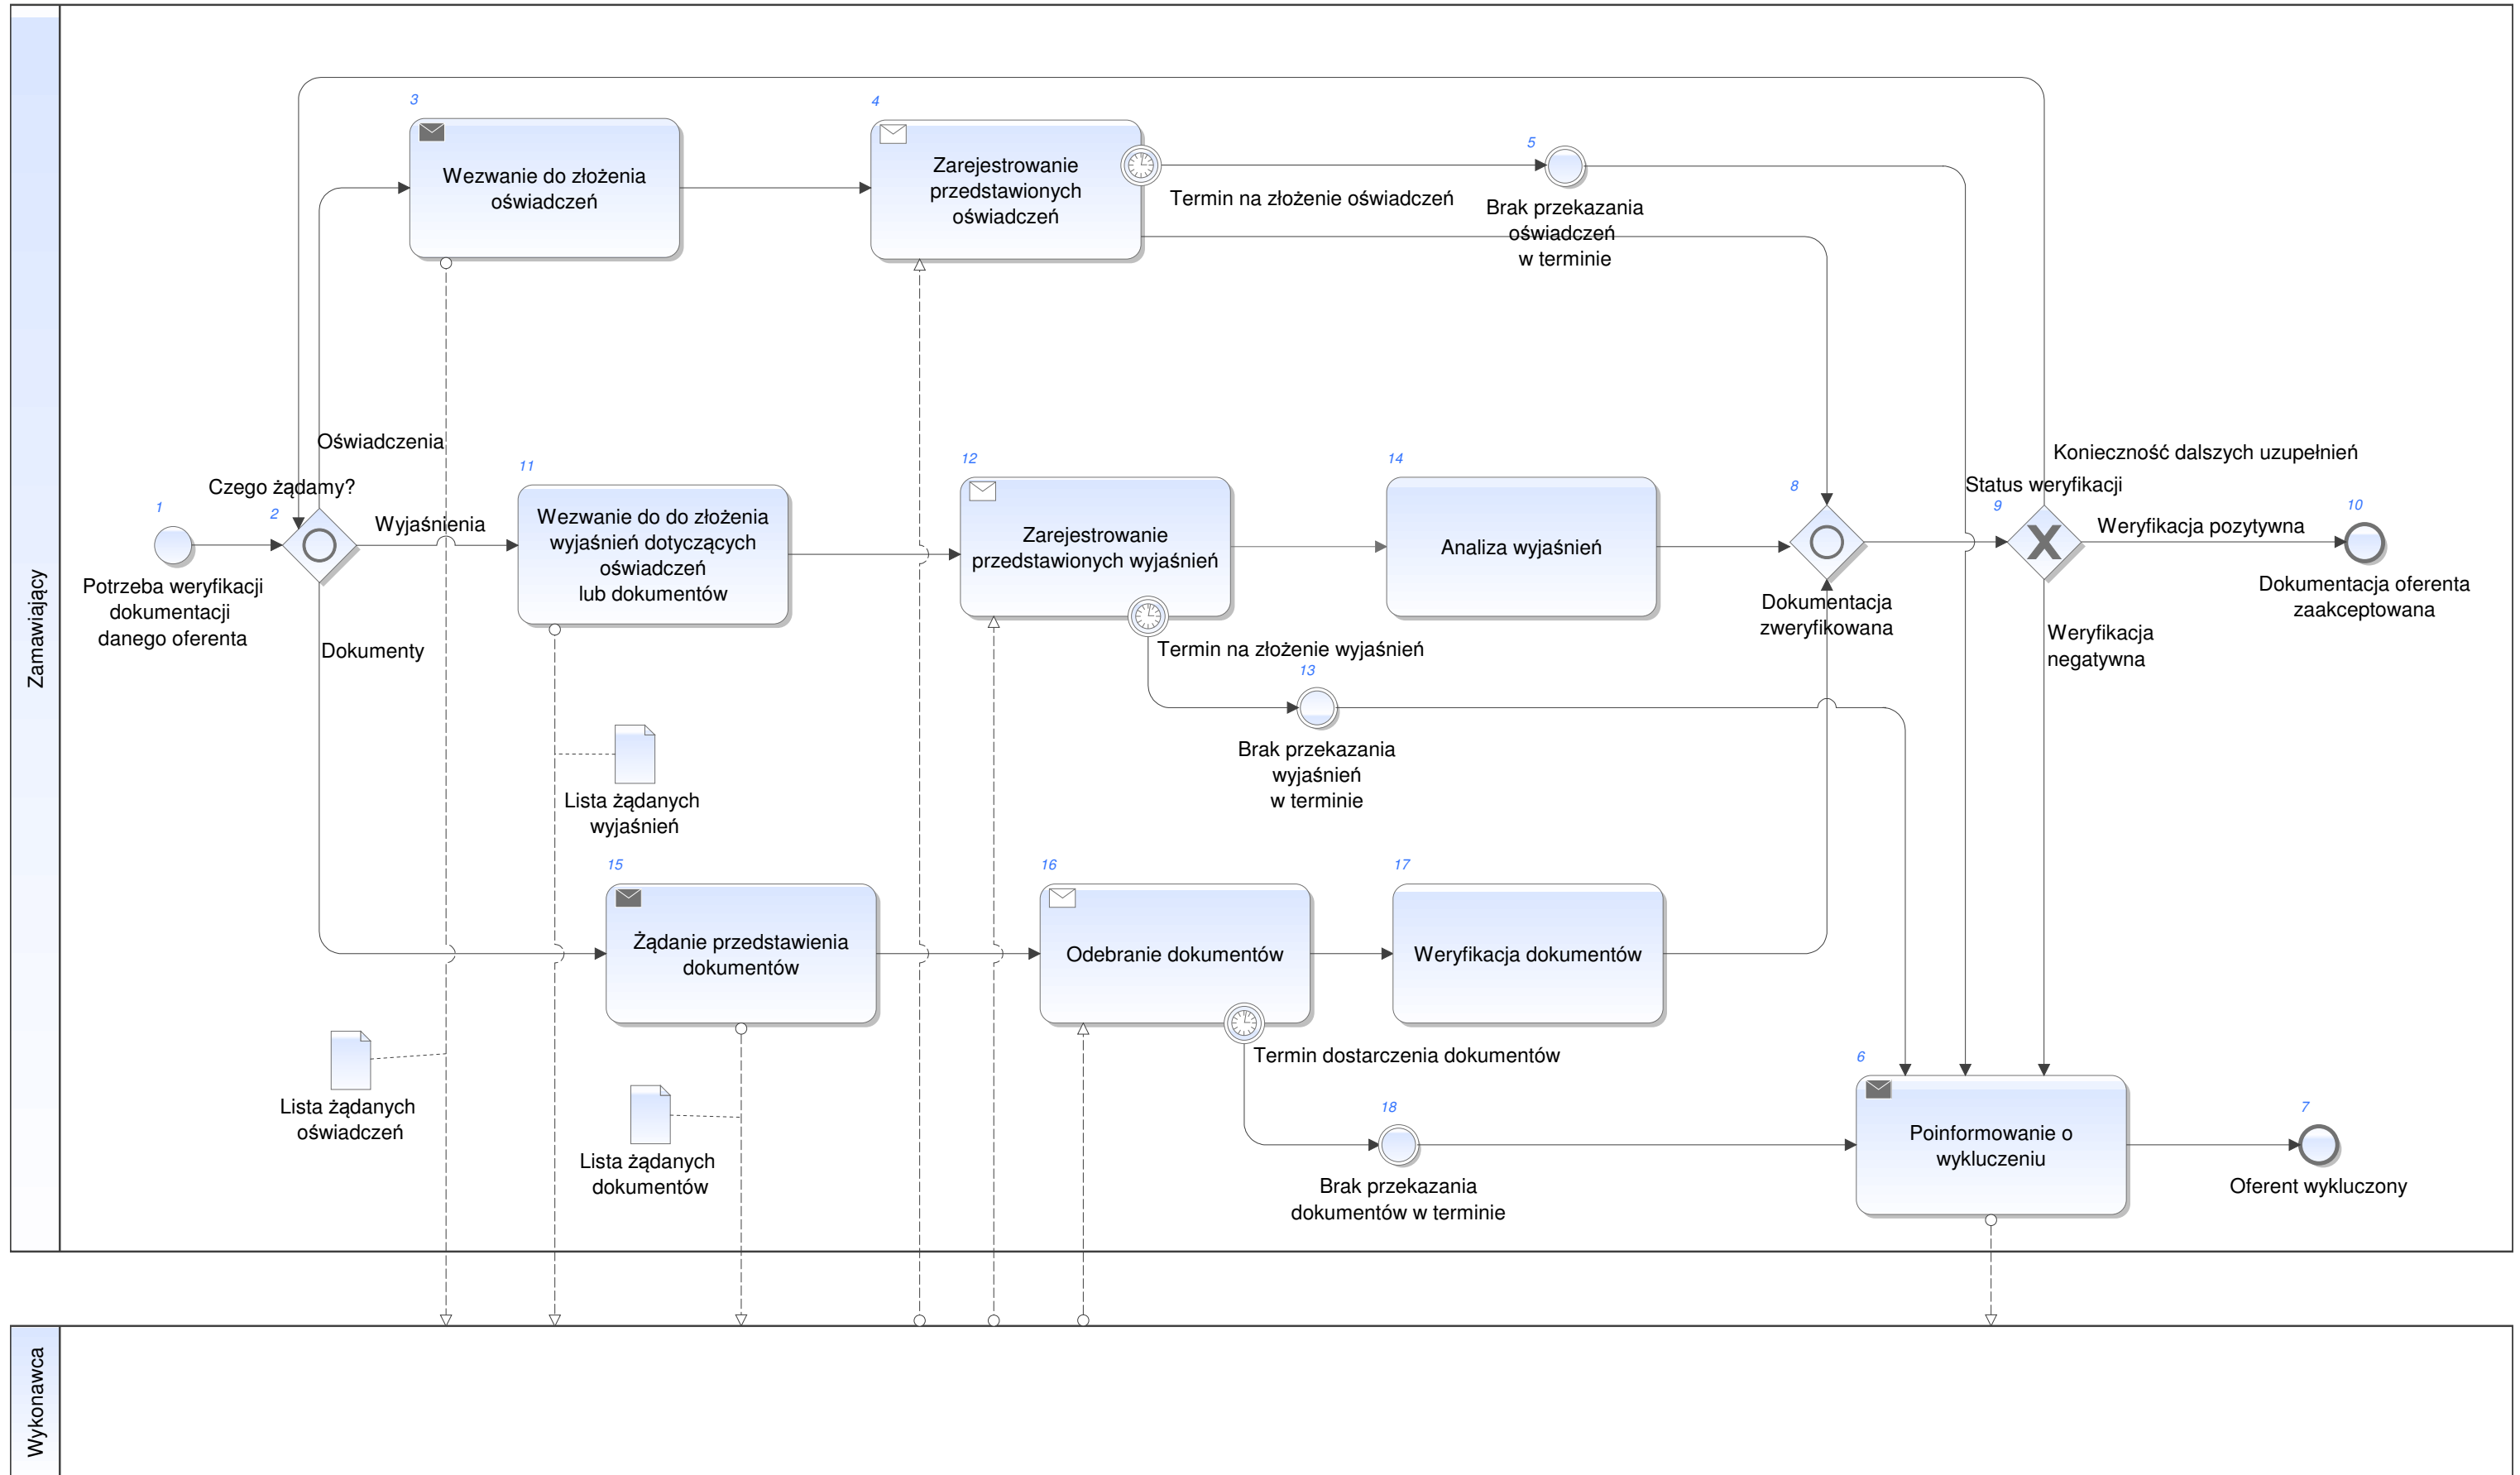 Zamawiający
3
Wezwanie do złożenia
oświadczeń
4
Zarejestrowanie
przedstawionych
oświadczeń
Termin na złożenie oświadczeń
5
Brak przekazania
oświadczeń
w terminie
Oświadczenia
Czego żądamy?
1
Potrzeba weryfikacji
dokumentacji
danego oferenta
2
Wyjaśnienia
Dokumenty
11
Wezwanie do do złożenia
wyjaśnień dotyczących
oświadczeń
lub dokumentów
12
Zarejestrowanie
przedstawionych wyjaśnień
Termin na złożenie wyjaśnień
13
Brak przekazania
wyjaśnień
w terminie
14
Analiza wyjaśnień
8
Dokumentacja
zweryfikowana
Konieczność dalszych uzupełnień
Status weryfikacji
9
X
Weryfikacja pozytywna
10
Dokumentacja oferenta
zaakceptowana
Weryfikacja
negatywna
Lista żądanych
wyjaśnień
15
Żądanie przedstawienia
dokumentów
16
Odebranie dokumentów
17
Weryfikacja dokumentów
Termin dostarczenia dokumentów
Lista żądanych
oświadczeń
Lista żądanych
dokumentów
18
Brak przekazania
dokumentów w terminie
6
Poinformowanie o
wykluczeniu
7
Oferent wykluczony
Wykonawca